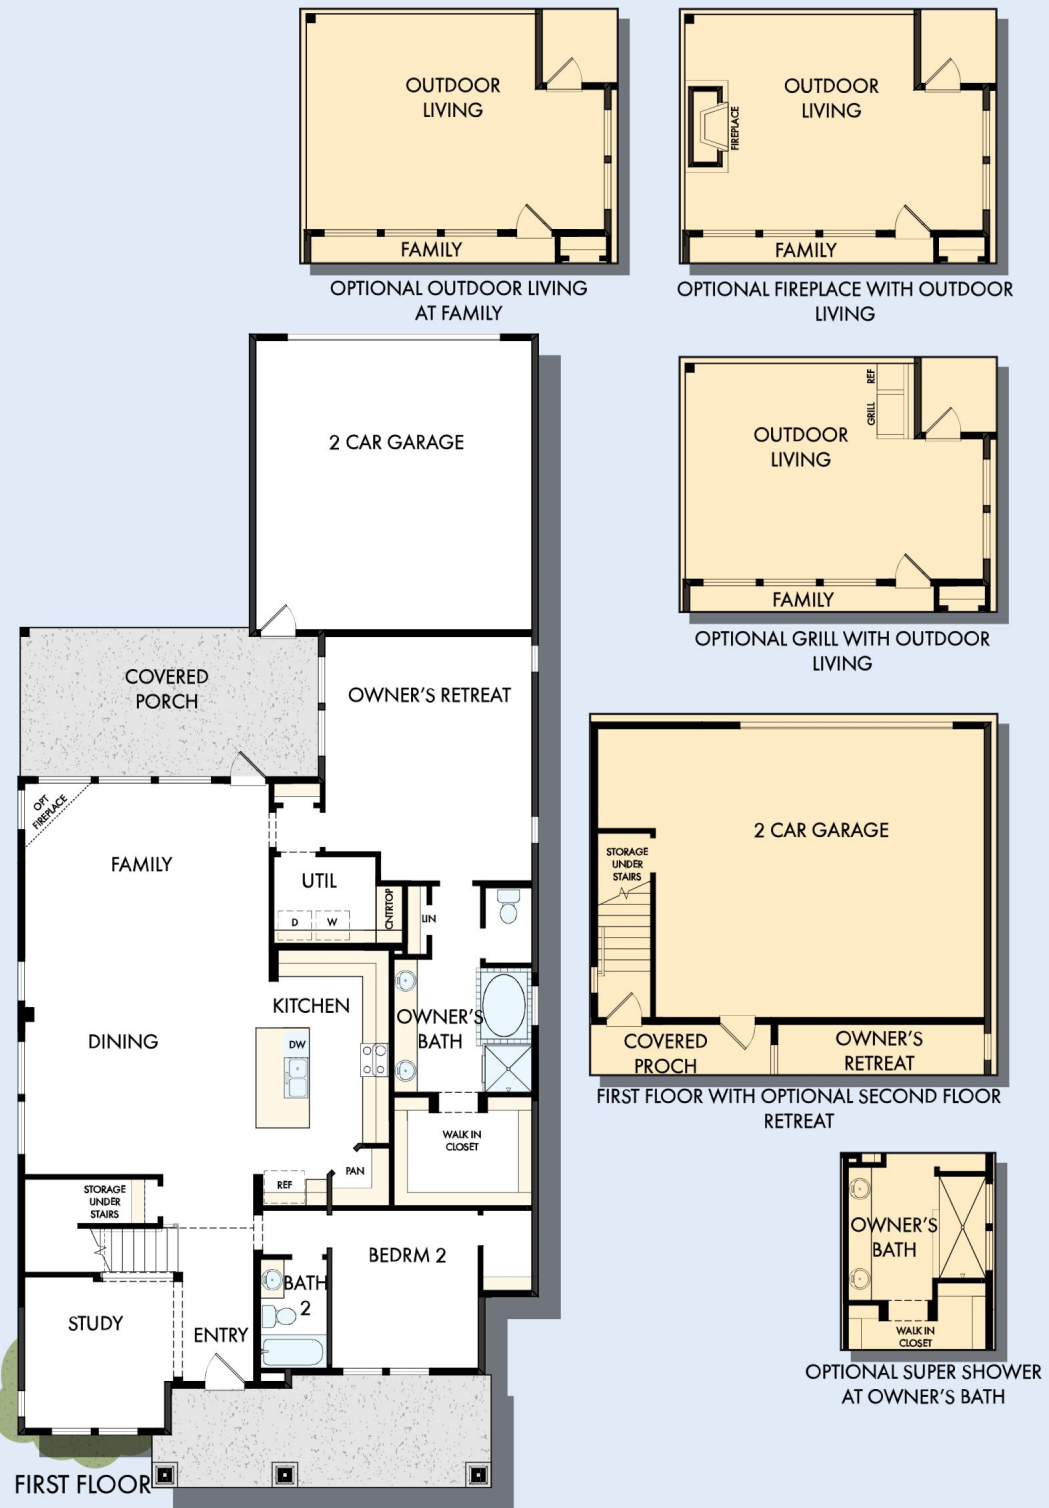 OUTDOOR
LIVING
FAMILY
OPTIONAL OUTDOOR LIVING
AT FAMILY
OUTDOOR
LIVING
FIREPLACE
FAMILY
OPTIONAL FIREPLACE WITH OUTDOOR
LIVING
REF
GRILL
OUTDOOR
LIVING
FAMILY
OPTIONAL GRILL WITH OUTDOOR
LIVING
2 CAR GARAGE
COVERED
PORCH
OWNER'S RETREAT
OPT
FIREPLACE
FAMILY
UTIL
D
W
CNTRTOP
LIN
KITCHEN
DW
OWNER'S
BATH
DINING
WALK IN
CLOSET
PAN
REF
STORAGE
UNDER
STAIRS
BEDRM 2
BATH
2
STUDY
ENTRY
FIRST FLOOR
2 CAR GARAGE
STORAGE
UNDER
STAIRS
COVERED
PROCH
OWNER'S
RETREAT
FIRST FLOOR WITH OPTIONAL SECOND FLOOR
RETREAT
OWNER'S
BATH
WALK IN
CLOSET
OPTIONAL SUPER SHOWER
AT OWNER'S BATH